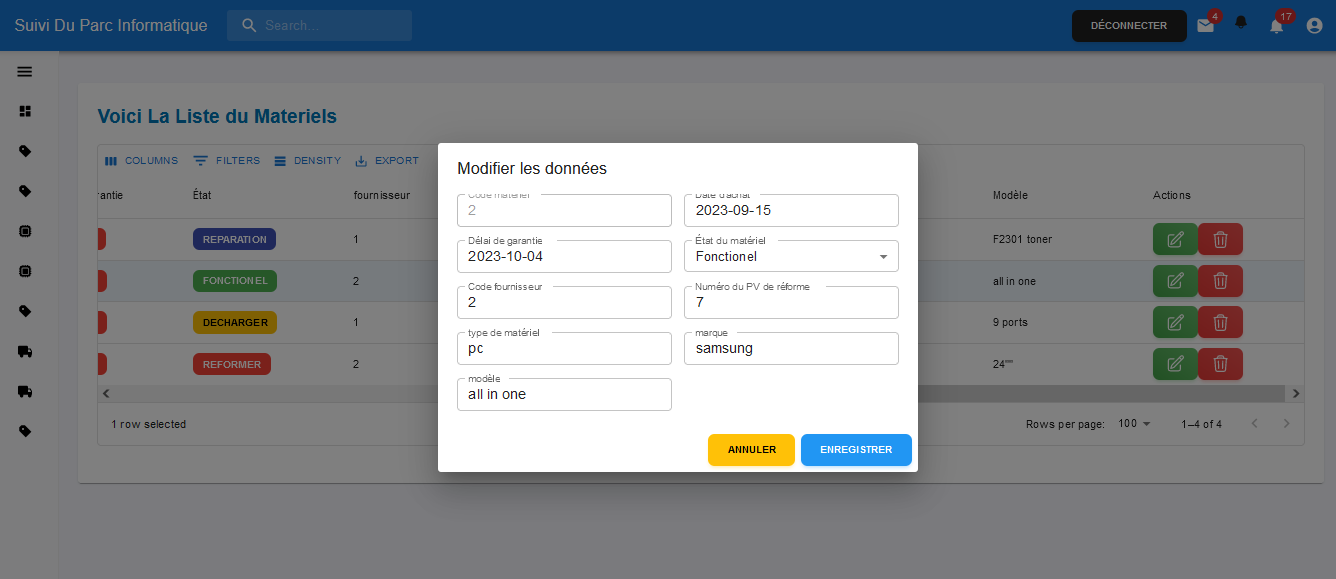 Suivi Du Parc Informatique
Search...
DÉCONNECTER
4
17
Voici La Liste du Materiels
COLUMNS
FILTERS
DENSITY
EXPORT
rantie
État
fournisseur
Modèle
Actions
REPARATION
1
F2301 toner
FONCTIONEL
2
all in one
DECHARGER
1
9 ports
REFORMER
2
24""
1 row selected
Rows per page:
100
1–4 of 4
Modifier les données
Code matériel
2
Date d'achat
2023-09-15
Délai de garantie
2023-10-04
État du matériel
Fonctionel
Code fournisseur
2
Numéro du PV de réforme
7
type de matériel
pc
marque
samsung
modèle
all in one
ANNULER
ENREGISTRER